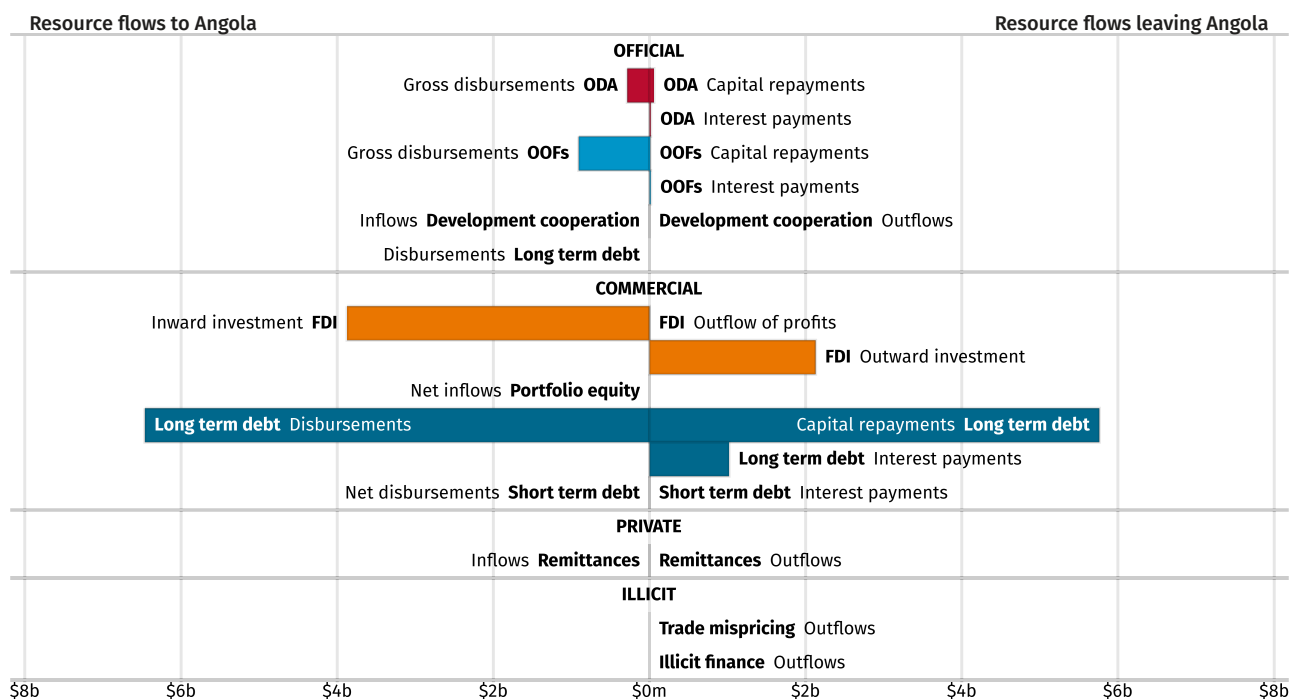 Resource flows to Angola Resource flows leaving Angola
OFFICIAL
Gross disbursements ODA ODA Capital repayments
ODA Interest payments
Gross disbursements OOFs OOFs Capital repayments
OOFs Interest payments
Inflows Development cooperation Development cooperation Outflows
Disbursements Long term debt
COMMERCIAL
Inward investment FDI FDI Outflow of profits
FDI Outward investment
Net inflows Portfolio equity
Long term debt Disbursements Capital repayments Long term debt
Long term debt Interest payments
Net disbursements Short term debt Short term debt Interest payments
PRIVATE
Inflows Remittances Remittances Outflows
ILLICIT
Trade mispricing Outflows
Illicit finance Outflows
$8b $6b $4b $2b $0m $2b $4b $6b $8b